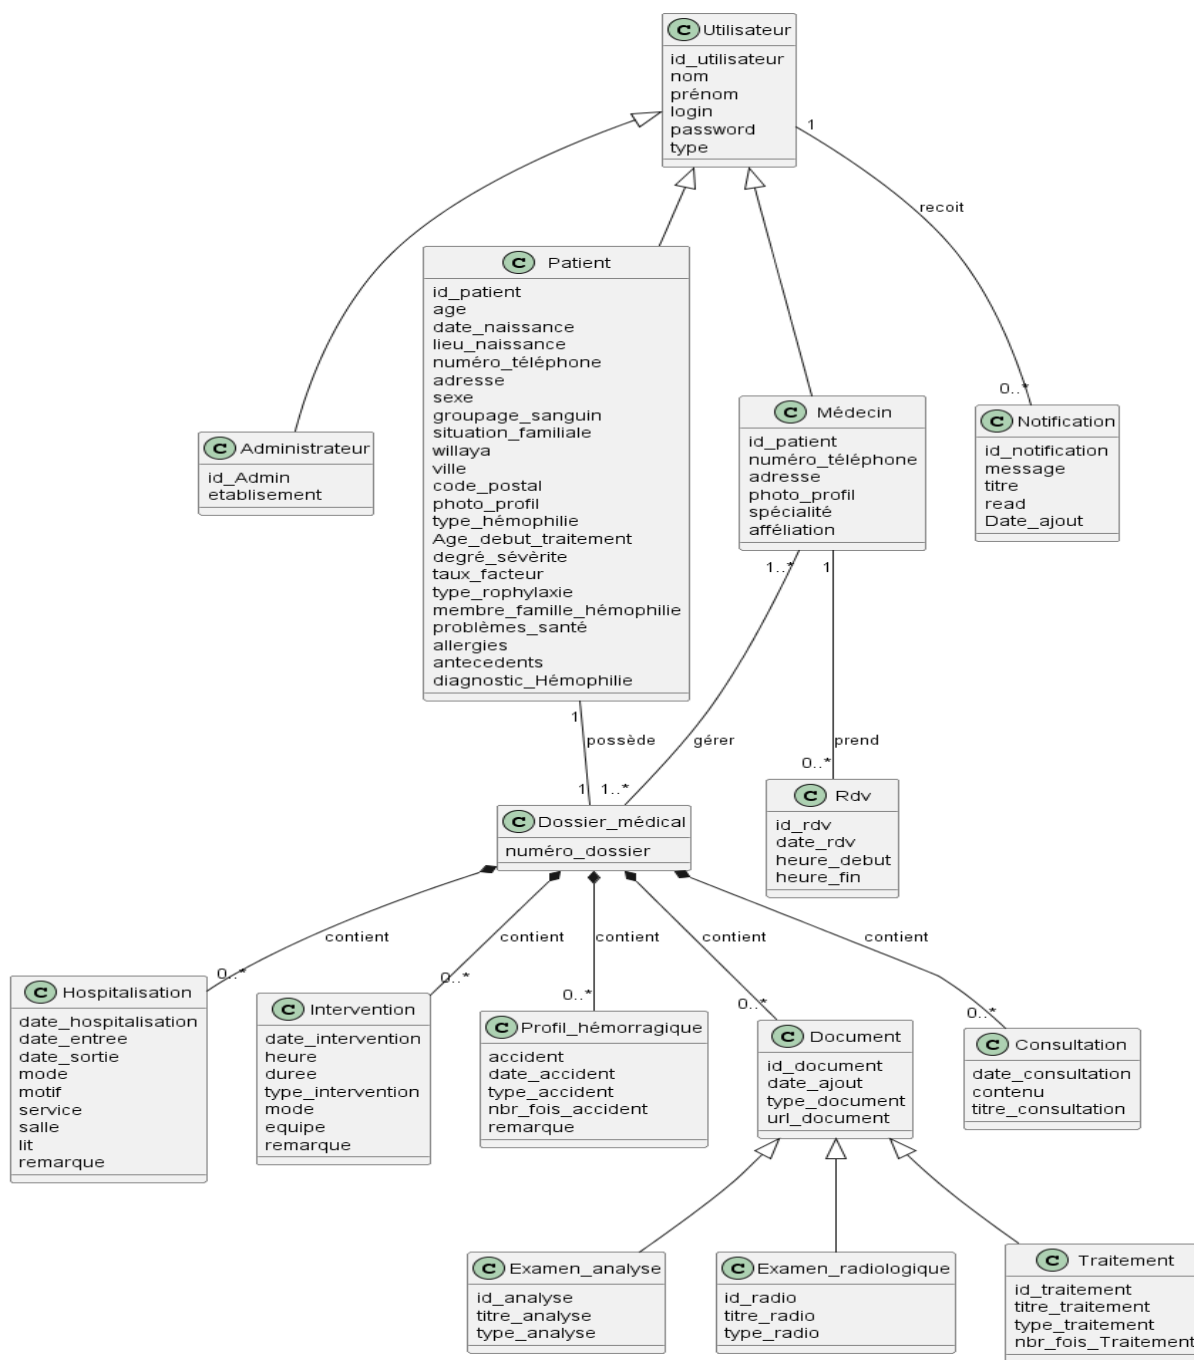 C Utilisateur
id_utilisateur
nom
prénom
login
password
type
1
recoit
0..*
C Patient
id_patient
age
date_naissance
lieu_naissance
numéro_téléphone
adresse
sexe
groupage_sanguin
situation_familiale
willaya
ville
code_postal
photo_profil
type_hémophilie
Age_debut_traitement
degré_sévèrite
taux_facteur
type_rophylaxie
membre_famille_hémophilie
problèmes_santé
allergies
antecedents
diagnostic_Hémophilie
C Administrateur
id_Admin
etablisement
C Médecin
id_patient
numéro_téléphone
adresse
photo_profil
spécialité
afféliation
C Notification
id_notification
message
titre
read
Date_ajout
1
possède
1
1..*
gérer
1..*
1
prend
0..*
C Dossier_médical
numéro_dossier
C Rdv
id_rdv
date_rdv
heure_debut
heure_fin
contient
contient
contient
contient
contient
0..*
0..*
0..*
0..*
0..*
C Hospitalisation
date_hospitalisation
date_entree
date_sortie
mode
motif
service
salle
lit
remarque
C Intervention
date_intervention
heure
duree
type_intervention
mode
equipe
remarque
C Profil_hémorragique
accident
date_accident
type_accident
nbr_fois_accident
remarque
C Document
id_document
date_ajout
type_document
url_document
C Consultation
date_consultation
contenu
titre_consultation
C Examen_analyse
id_analyse
titre_analyse
type_analyse
C Examen_radiologique
id_radio
titre_radio
type_radio
C Traitement
id_traitement
titre_traitement
type_traitement
nbr_fois_Traitement